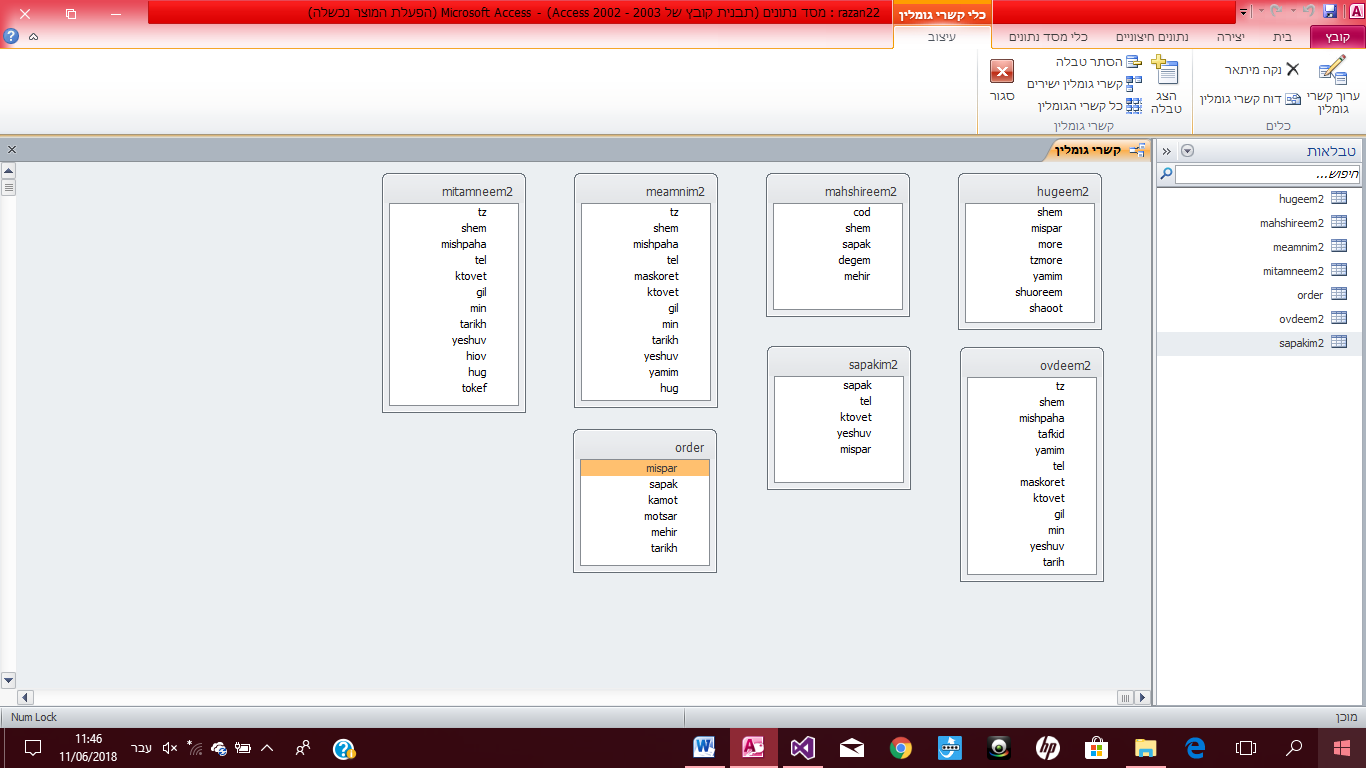 razan22 : מסד נתונים (תבנית קובץ של Access 2002 - 2003) - Microsoft Access (הפעלת המוצר נכשלה)
כלי קשרי גומלין
קובץ
בית
יצירה
נתונים חיצוניים
כלי מסד נתונים
עיצוב
ערוך קשרי גומלין
נקה מיתאר
דוח קשרי גומלין
כלים
הצג טבלה
הסתר טבלה
קשרי גומלין ישירים
כל קשרי הגומלין
קשרי גומלין
סגור
טבלאות
חיפוש...
hugeem2
mahshireem2
meamnim2
mitamneem2
order
ovdeem2
sapakim2
קשרי גומלין
hugeem2
shem
mispar
more
tzmore
yamim
shuoreem
shaoot
mahshireem2
cod
shem
sapak
degem
mehir
meamnim2
tz
shem
mishpaha
tel
maskoret
ktovet
gil
min
tarikh
yeshuv
yamim
hug
mitamneem2
tz
shem
mishpaha
tel
ktovet
gil
min
tarikh
yeshuv
hiov
hug
tokef
ovdeem2
tz
shem
mishpaha
tafkid
yamim
tel
maskoret
ktovet
gil
min
yeshuv
tarih
sapakim2
sapak
tel
ktovet
yeshuv
mispar
order
mispar
sapak
kamot
motsar
mehir
tarikh
מוכן
Num Lock
11:46
11/06/2018
עבר
hp